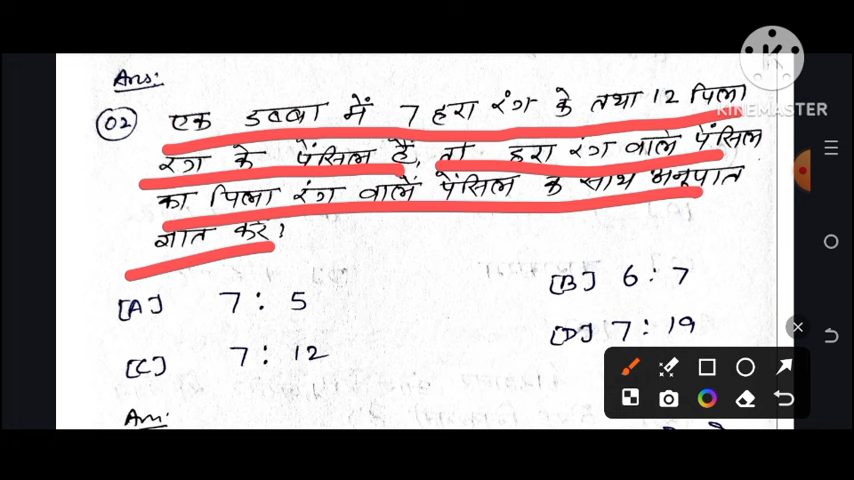 Ans:
02 एक डब्बा में 7 हरा रंग के तथा 12 पिला
रंग के पेंसिल हैं, तो हरा रंग वाले पेंसिल
का पिला रंग वाले पेंसिल के साथ अनुपात
ज्ञात करें?
[A] 7 : 5
[B] 6 : 7
[C] 7 : 12
[D] 7 : 19
Am:
K
KINEMASTER